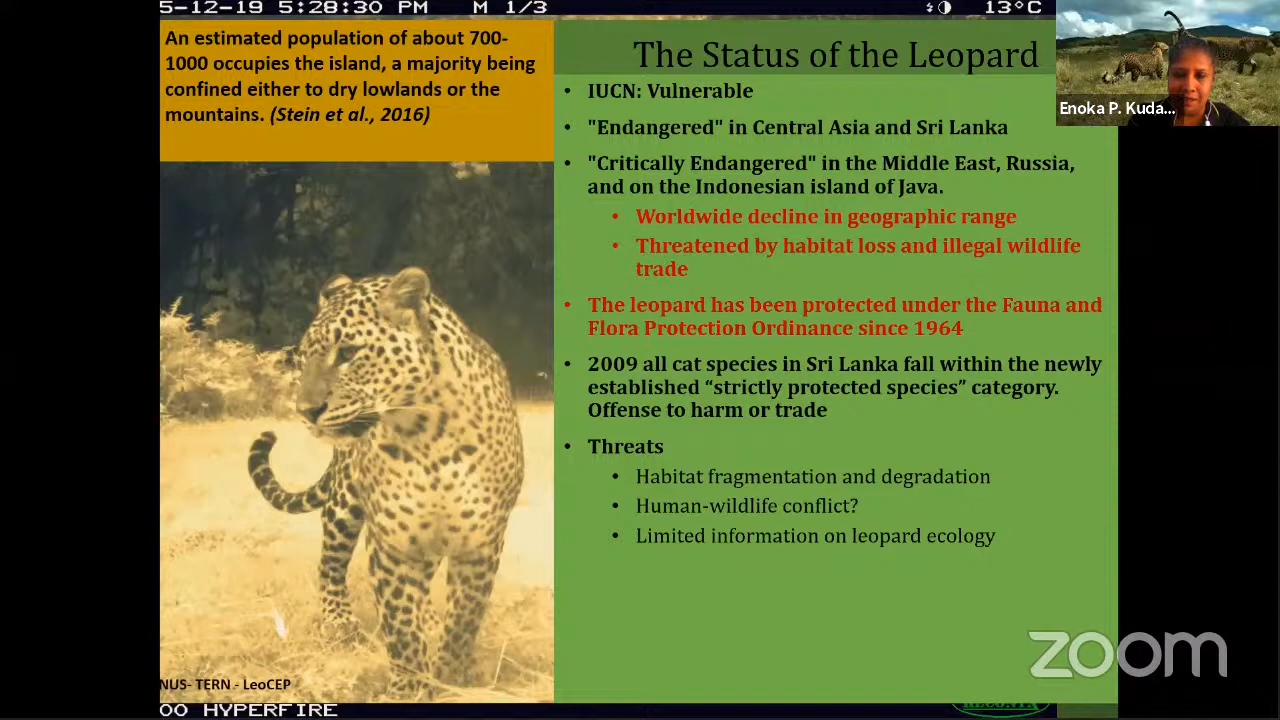 5-12-19 5:28:30 PM M 1/3 13°C
An estimated population of about 700-
1000 occupies the island, a majority being
confined either to dry lowlands or the
mountains. (Stein et al., 2016)
The Status of the Leopard
• IUCN: Vulnerable
• "Endangered" in Central Asia and Sri Lanka
• "Critically Endangered" in the Middle East, Russia,
and on the Indonesian island of Java.
• Worldwide decline in geographic range
• Threatened by habitat loss and illegal wildlife
trade
• The leopard has been protected under the Fauna and
Flora Protection Ordinance since 1964
• 2009 all cat species in Sri Lanka fall within the newly
established “strictly protected species” category.
Offense to harm or trade
• Threats
• Habitat fragmentation and degradation
• Human-wildlife conflict?
• Limited information on leopard ecology
Enoka P. Kuda...
NUS- TERN - LeoCEP
OO HYPERFIRE
zoom